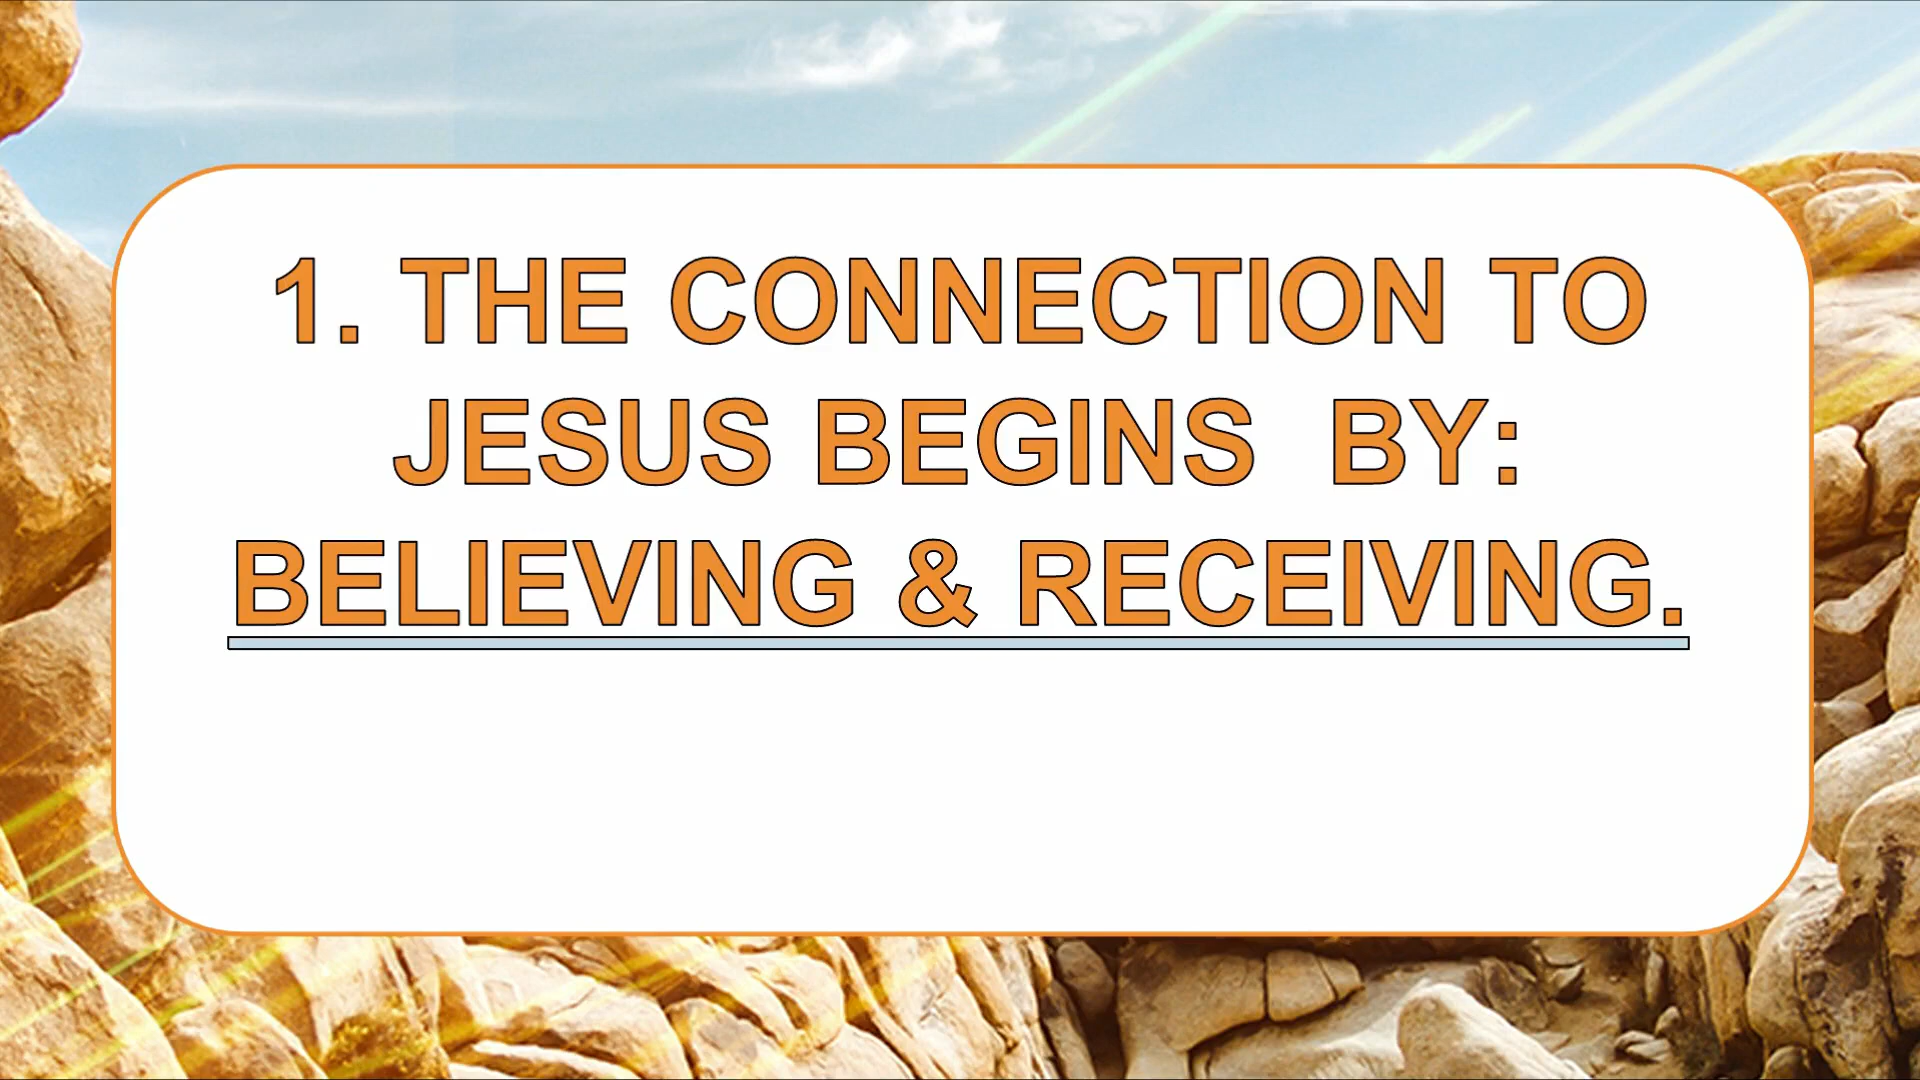 1. THE CONNECTION TO
JESUS BEGINS  BY:
BELIEVING & RECEIVING.